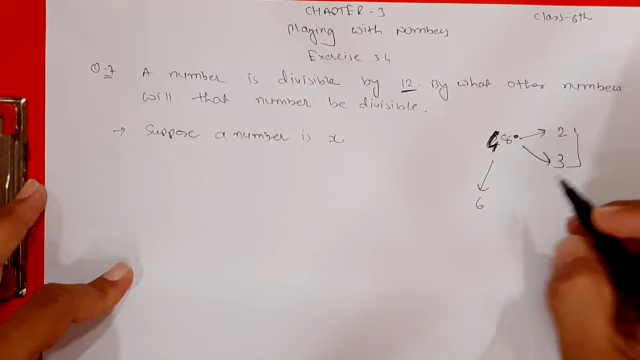 CHAPTER-3
Class-6th
Playing with Numbers
Exercise 3.4
Q-7 A number is divisible by 12. By what other numbers
will that number be divisible.
→ Suppose a number is x
2
3
6